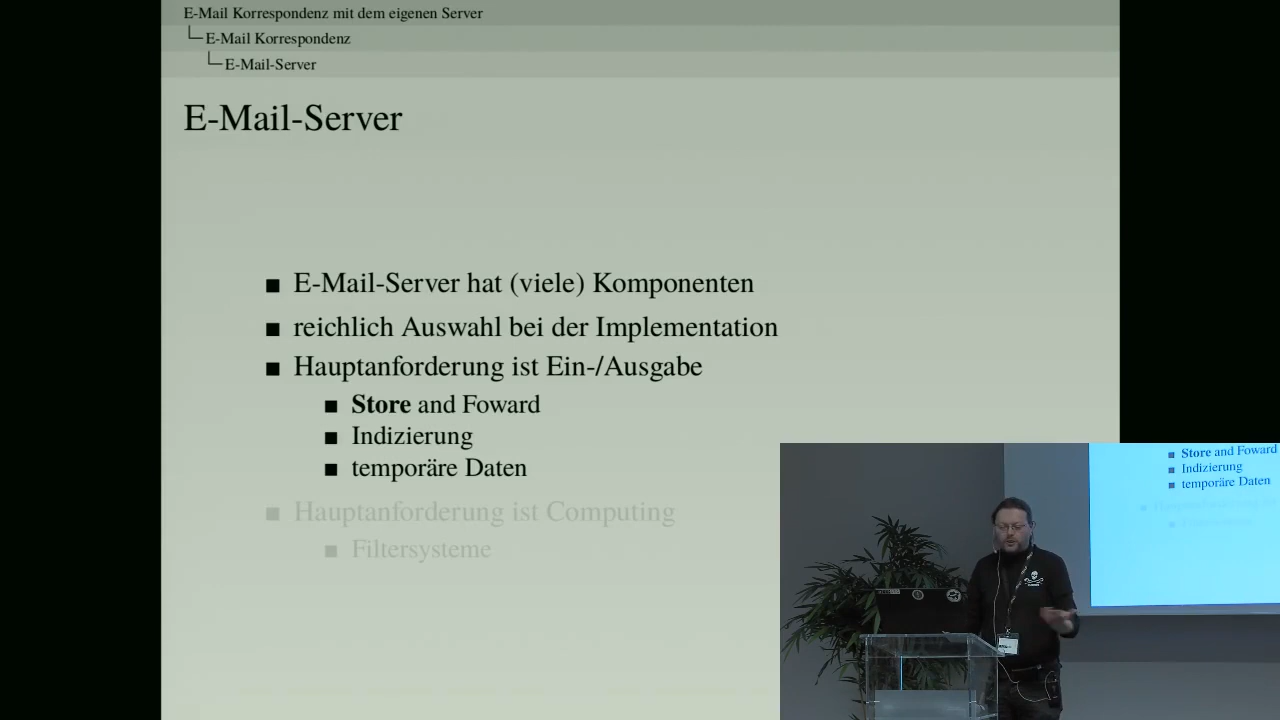 E-Mail Korrespondenz mit dem eigenen Server
E-Mail Korrespondenz
E-Mail-Server
E-Mail-Server
E-Mail-Server hat (viele) Komponenten
reichlich Auswahl bei der Implementation
Hauptanforderung ist Ein-/Ausgabe
Store and Foward
Indizierung
temporäre Daten
Hauptanforderung ist Computing
Filtersysteme
Store and Foward
Indizierung
temporäre Daten